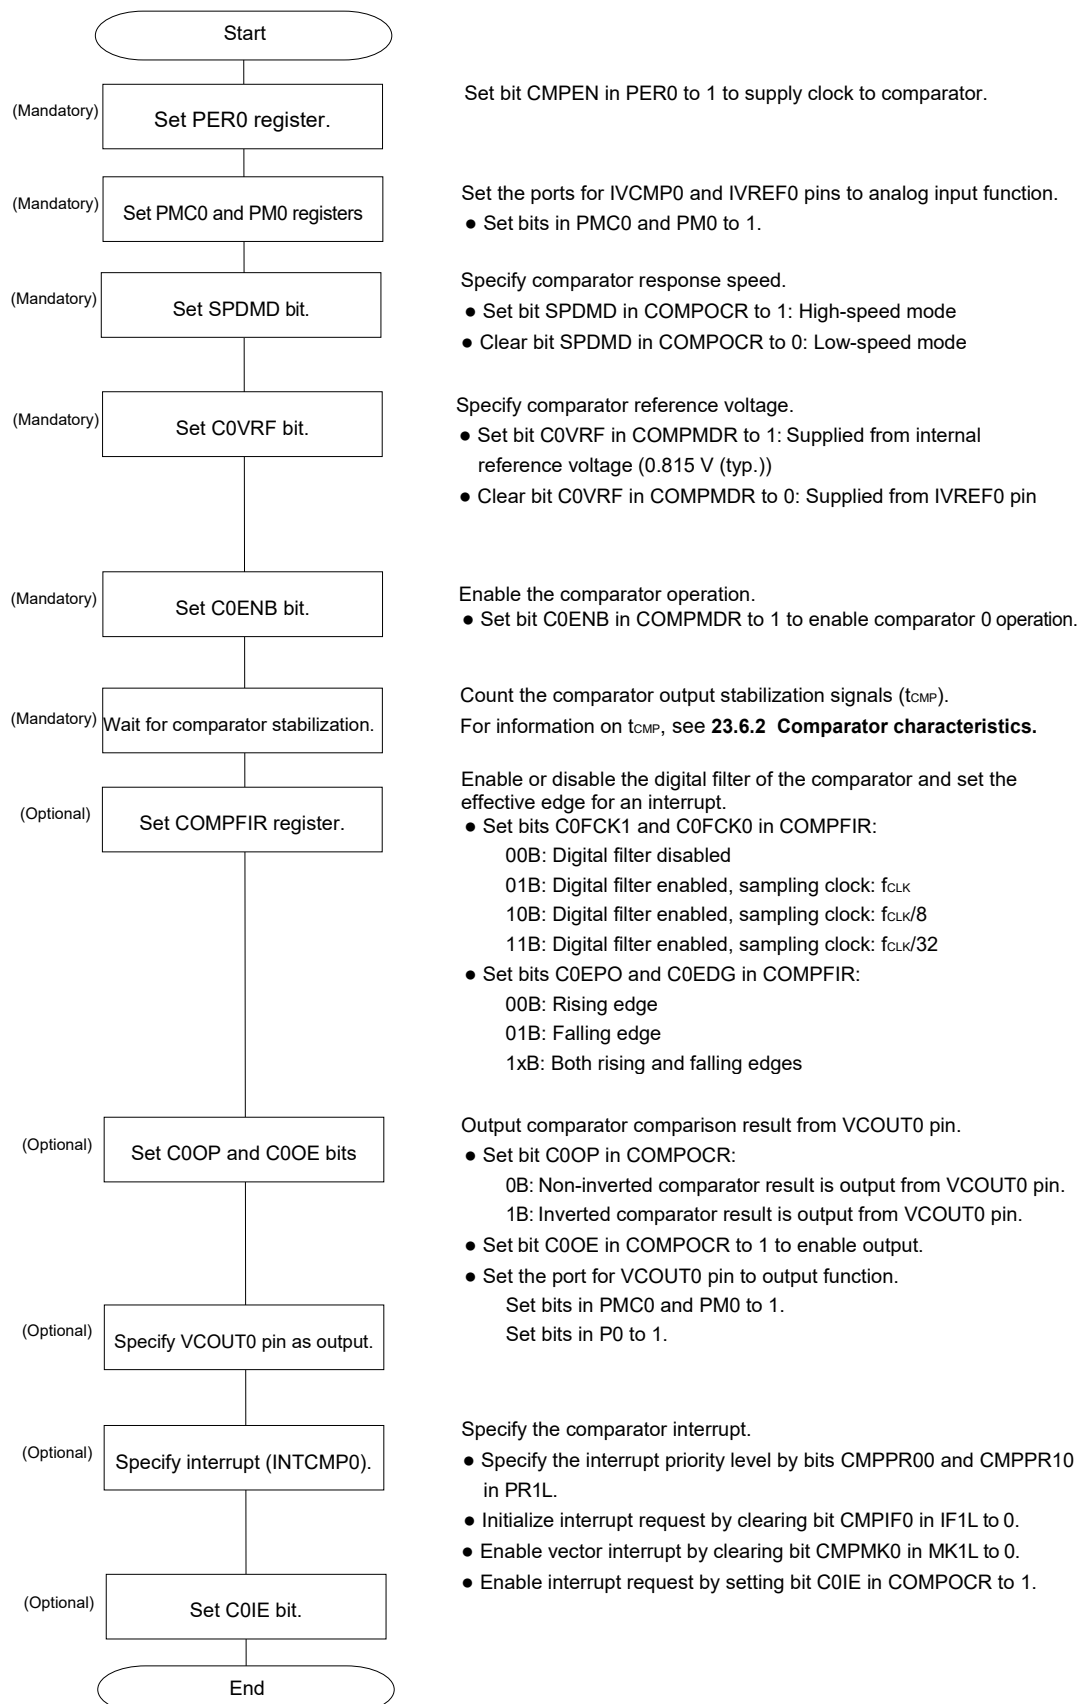 Start
(Mandatory)
Set PER0 register.
Set bit CMPEN in PER0 to 1 to supply clock to comparator.
(Mandatory)
Set PMC0 and PM0 registers
Set the ports for IVCMP0 and IVREF0 pins to analog input function.
● Set bits in PMC0 and PM0 to 1.
(Mandatory)
Set SPDMD bit.
Specify comparator response speed.
● Set bit SPDMD in COMPOCR to 1: High-speed mode
● Clear bit SPDMD in COMPOCR to 0: Low-speed mode
(Mandatory)
Set C0VRF bit.
Specify comparator reference voltage.
● Set bit C0VRF in COMPMDR to 1: Supplied from internal
reference voltage (0.815 V (typ.))
● Clear bit C0VRF in COMPMDR to 0: Supplied from IVREF0 pin
(Mandatory)
Set C0ENB bit.
Enable the comparator operation.
● Set bit C0ENB in COMPMDR to 1 to enable comparator 0 operation.
(Mandatory)
Wait for comparator stabilization.
Count the comparator output stabilization signals (tCMP).
For information on tCMP, see 23.6.2 Comparator characteristics.
(Optional)
Set COMPFIR register.
Enable or disable the digital filter of the comparator and set the
effective edge for an interrupt.
● Set bits C0FCK1 and C0FCK0 in COMPFIR:
00B: Digital filter disabled
01B: Digital filter enabled, sampling clock: fCLK
10B: Digital filter enabled, sampling clock: fCLK/8
11B: Digital filter enabled, sampling clock: fCLK/32
● Set bits C0EPO and C0EDG in COMPFIR:
00B: Rising edge
01B: Falling edge
1xB: Both rising and falling edges
(Optional)
Set C0OP and C0OE bits
Output comparator comparison result from VCOUT0 pin.
● Set bit C0OP in COMPOCR:
0B: Non-inverted comparator result is output from VCOUT0 pin.
1B: Inverted comparator result is output from VCOUT0 pin.
● Set bit C0OE in COMPOCR to 1 to enable output.
● Set the port for VCOUT0 pin to output function.
Set bits in PMC0 and PM0 to 1.
Set bits in P0 to 1.
(Optional)
Specify VCOUT0 pin as output.
(Optional)
Specify interrupt (INTCMP0).
Specify the comparator interrupt.
● Specify the interrupt priority level by bits CMPPR00 and CMPPR10
in PR1L.
● Initialize interrupt request by clearing bit CMPIF0 in IF1L to 0.
● Enable vector interrupt by clearing bit CMPMK0 in MK1L to 0.
● Enable interrupt request by setting bit C0IE in COMPOCR to 1.
(Optional)
Set C0IE bit.
End